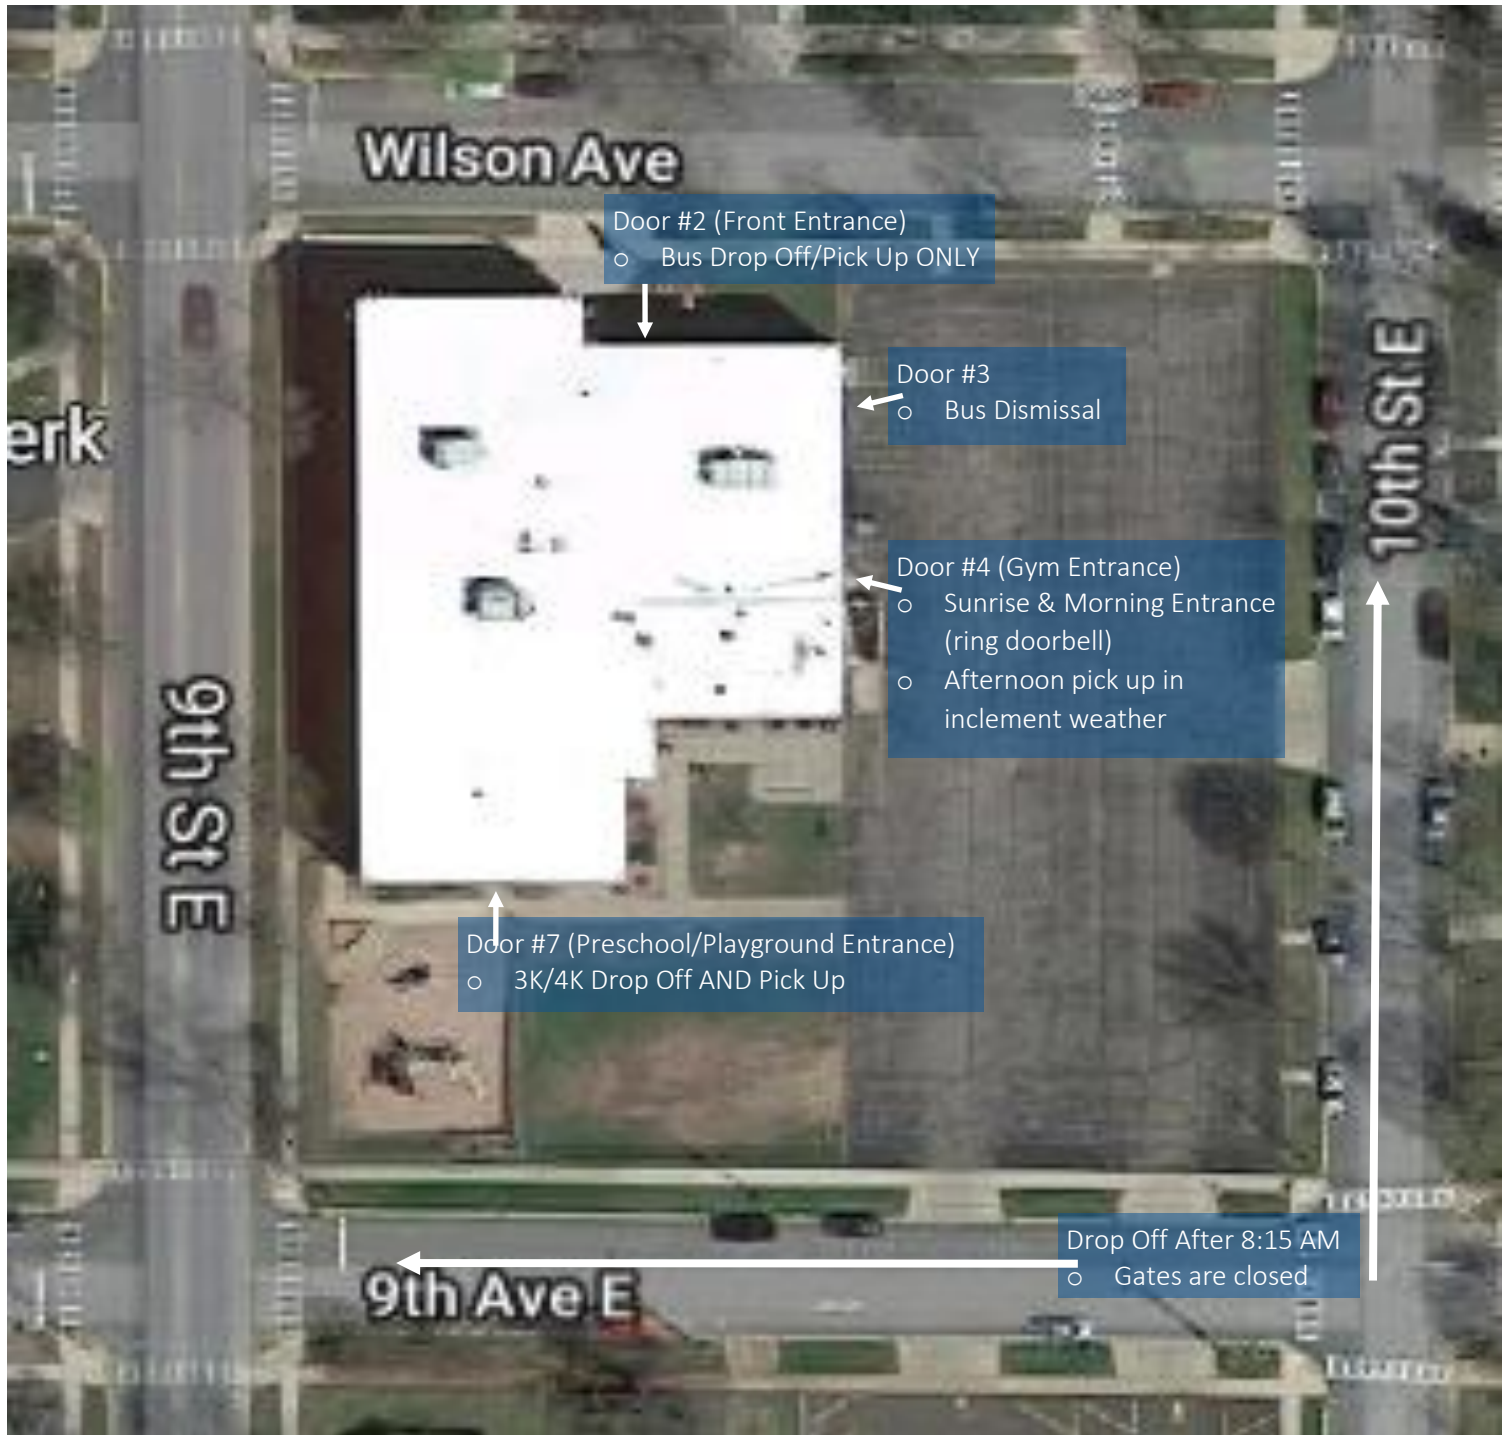 Wilson Ave
Door #2 (Front Entrance)
o Bus Drop Off/Pick Up ONLY
Door #3
o Bus Dismissal
erk
10th St E
Door #4 (Gym Entrance)
o Sunrise & Morning Entrance
(ring doorbell)
o Afternoon pick up in
inclement weather
9th St E
Door #7 (Preschool/Playground Entrance)
o 3K/4K Drop Off AND Pick Up
Drop Off After 8:15 AM
o Gates are closed
9th Ave E